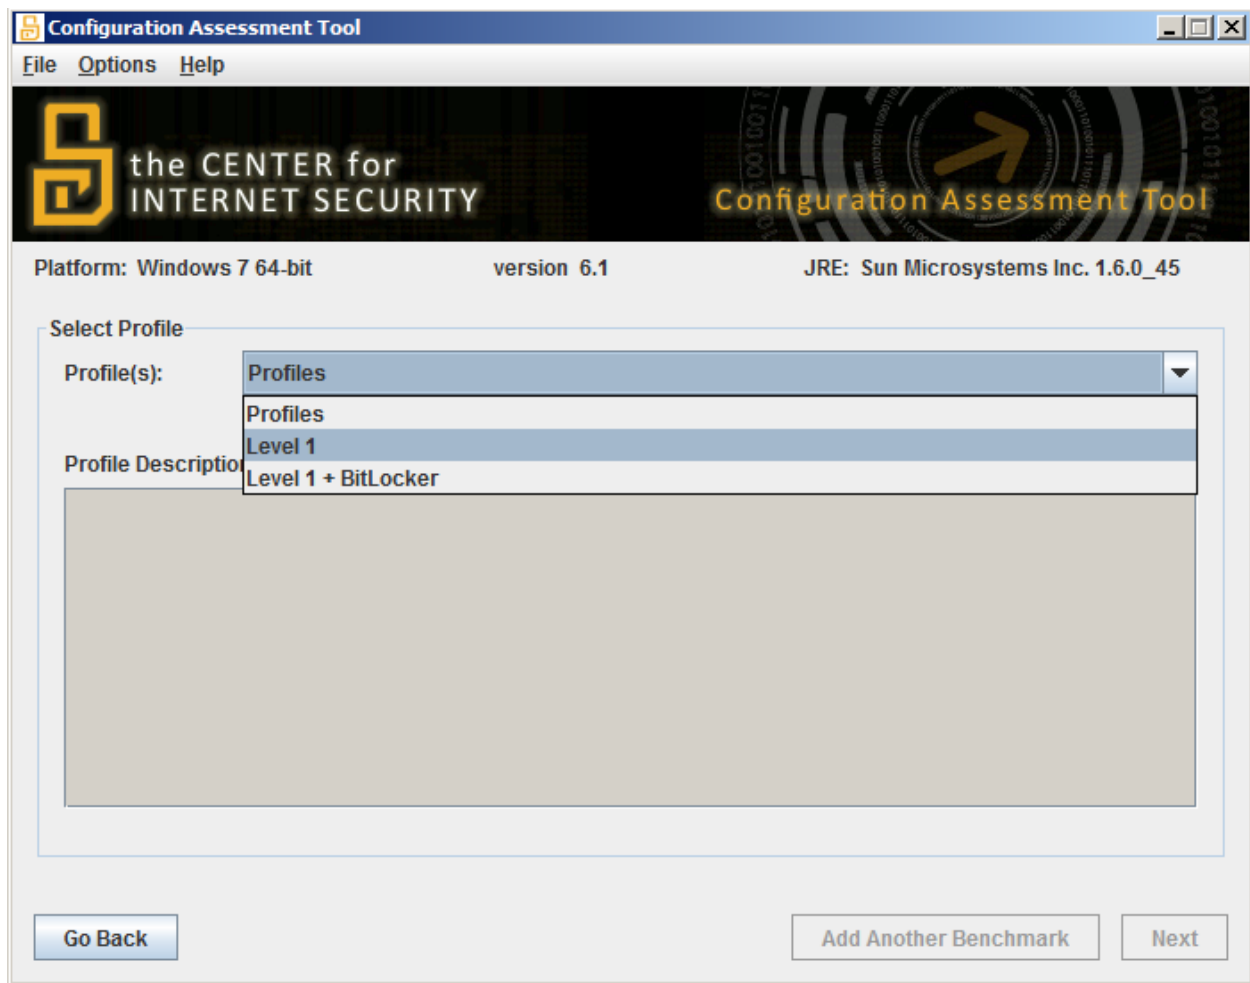 Configuration Assessment Tool
File Options Help
the CENTER for
INTERNET SECURITY
Configuration Assessment Tool
Platform: Windows 7 64-bit version 6.1 JRE: Sun Microsystems Inc. 1.6.0_45
Select Profile
Profile(s): Profiles
Profiles
Level 1
Profile Description
Level 1 + BitLocker
Go Back Add Another Benchmark Next